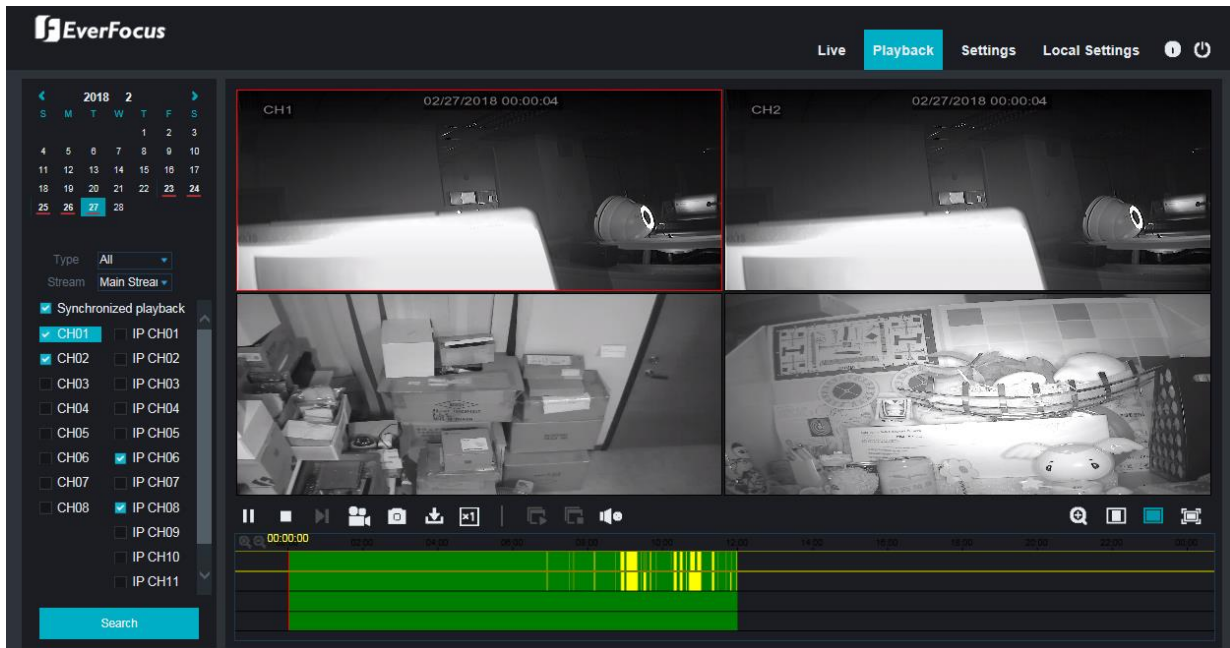 EverFocus
Live Playback Settings Local Settings
2018 2
S M T W T F S
1 2 3
4 5 6 7 8 9 10
11 12 13 14 15 16 17
18 19 20 21 22 23 24
25 26 27 28
Type All
Stream Main Streai
Synchronized playback
CH01 IP CH01
CH02 IP CH02
CH03 IP CH03
CH04 IP CH04
CH05 IP CH05
CH06 IP CH06
CH07 IP CH07
CH08 IP CH08
IP CH09
IP CH10
IP CH11
Search
CH1 02/27/2018 00:00:04
CH2 02/27/2018 00:00:04
×1
00:00:00 02:00 04:00 06:00 08:00 10:00 12:00 14:00 16:00 18:00 20:00 22:00 00:00